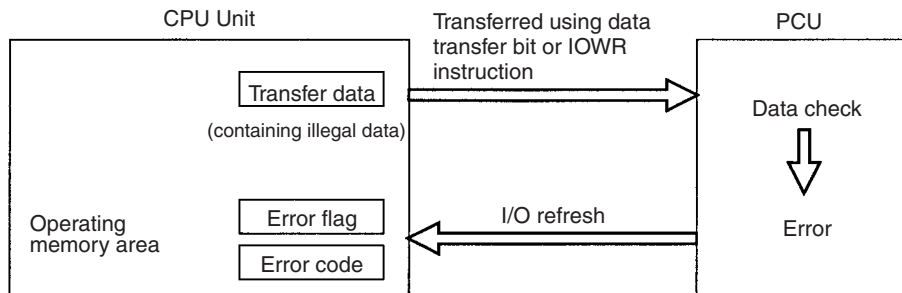 CPU Unit
Transferred using data
transfer bit or IOWR
instruction
PCU
Transfer data
(containing illegal data)
Data check
Operating
memory area
Error flag
Error code
I/O refresh
Error